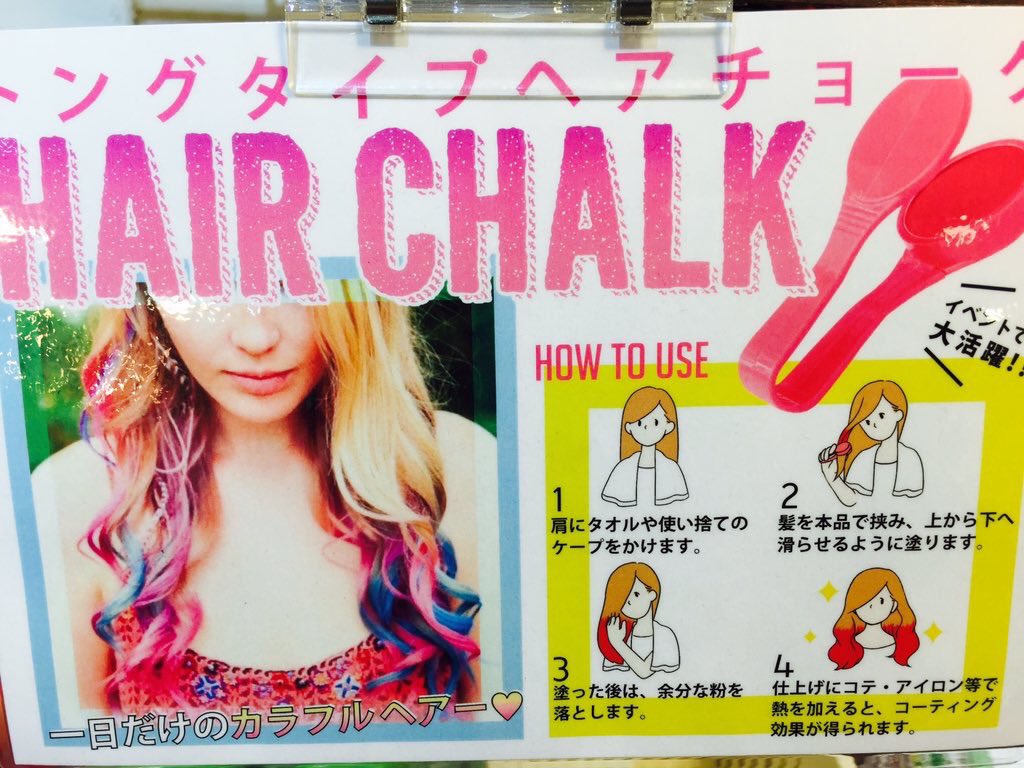 トングタイプヘアチョーク
HAIR CHALK
イベントで
大活躍!!
HOW TO USE
1
肩にタオルや使い捨ての
ケープをかけます。
2
髪を本品で挟み、上から下へ
滑らせるように塗ります。
3
塗った後は、余分な粉を
落とします。
4
仕上げにコテ・アイロン等で
熱を加えると、コーティング
効果が得られます。
一日だけのカラフルヘアー♥